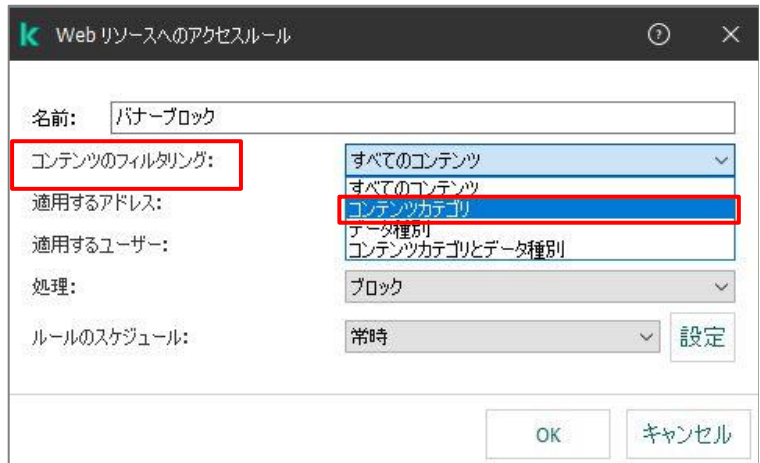 Web リソースへのアクセスルール
名前: バナーブロック
コンテンツのフィルタリング: すべてのコンテンツ
すべてのコンテンツ
適用するアドレス: コンテンツカテゴリ
データ種別
適用するユーザー: コンテンツカテゴリとデータ種別
処理: ブロック
ルールのスケジュール: 常時 設定
OK キャンセル